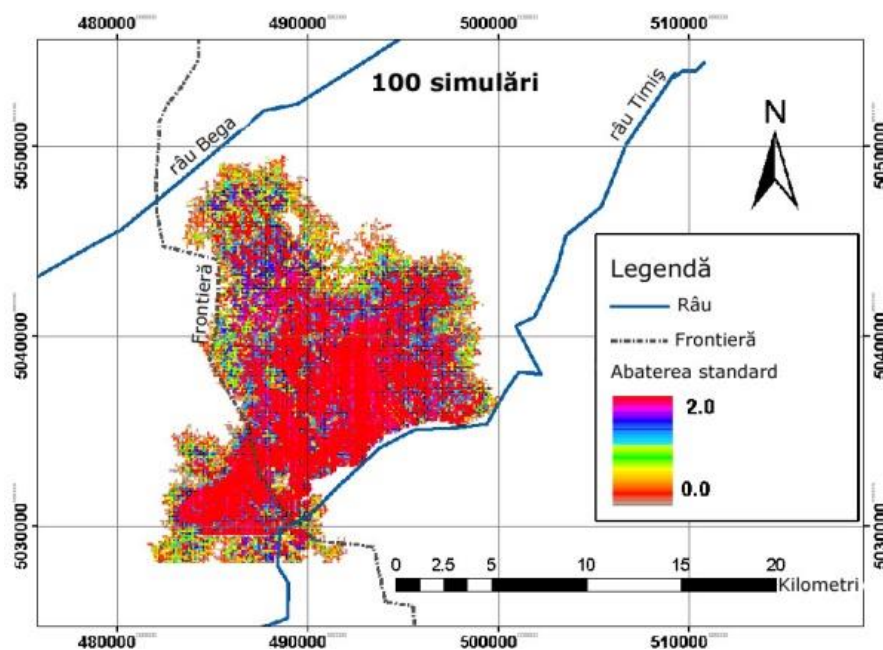 480000 490000 500000 510000
100 simulări
râu Bega
râu Timiş
N
5050000 5050000
Legendă
Râu
Frontieră
Frontieră
5040000 5040000
Abaterea standard
2.0
0.0
5030000 5030000
0 2.5 5 10 15 20
Kilometri
480000 490000 500000 510000